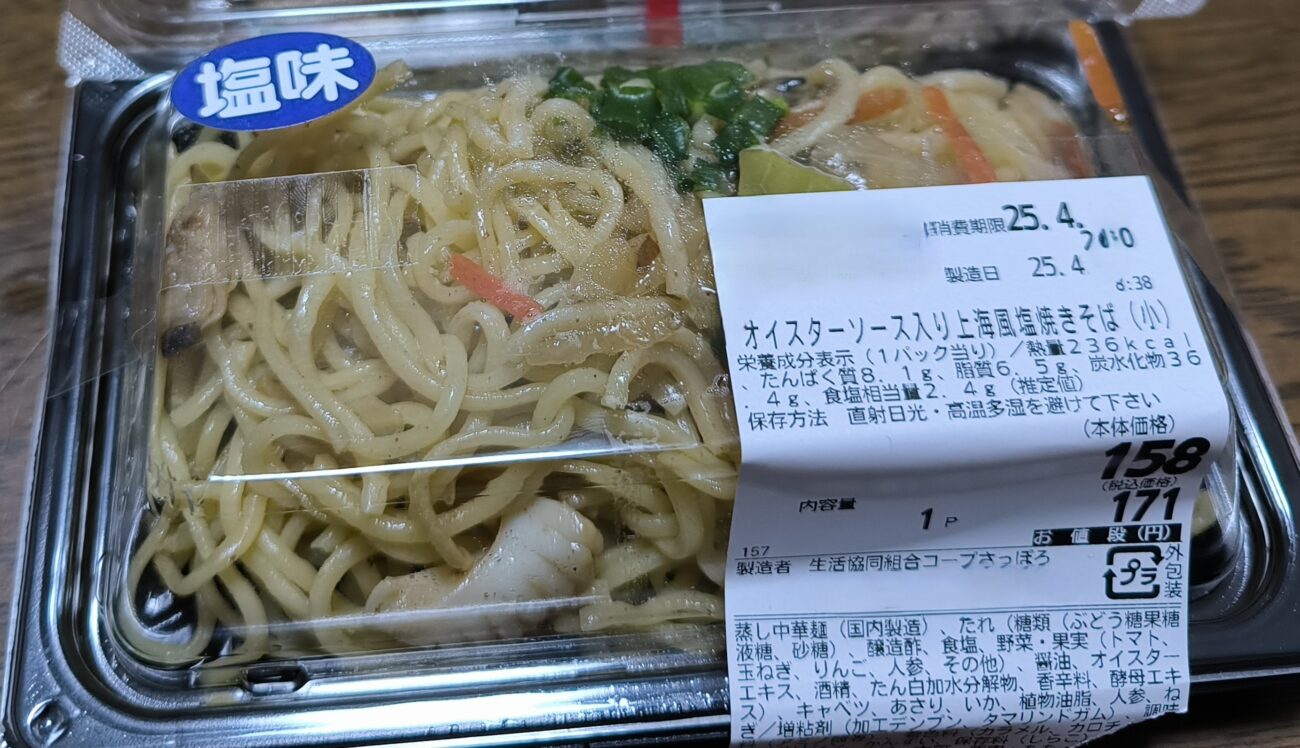 塩味
消費期限 25.4.
製造日 25.4
8:38
オイスターソース入り上海風塩焼きそば（小）
栄養成分表示（1パック当り）／熱量236kcal
、たんぱく質8.1g、脂質6.5g、炭水化物36
.4g、食塩相当量2.4g（推定値）
保存方法 直射日光・高温多湿を避けて下さい
（本体価格）
158
（税込価格）
171
内容量 1P
お値段（円）
157
製造者 生活協同組合コープさっぽろ
プラ 外包装
蒸し中華麺（国内製造）、たれ（糖類（ぶどう糖果糖
液糖、砂糖）、醸造酢、食塩、野菜・果実（トマト、
玉ねぎ、りんご、人参、その他）、醤油、オイスター
エキス、酒精、たん白加水分解物、香辛料、酵母エキ
ス）、キャベツ、あさり、いか、植物油脂、人参、ね
ぎ／増粘剤（加工デンプン、タマリンドガム）、調味